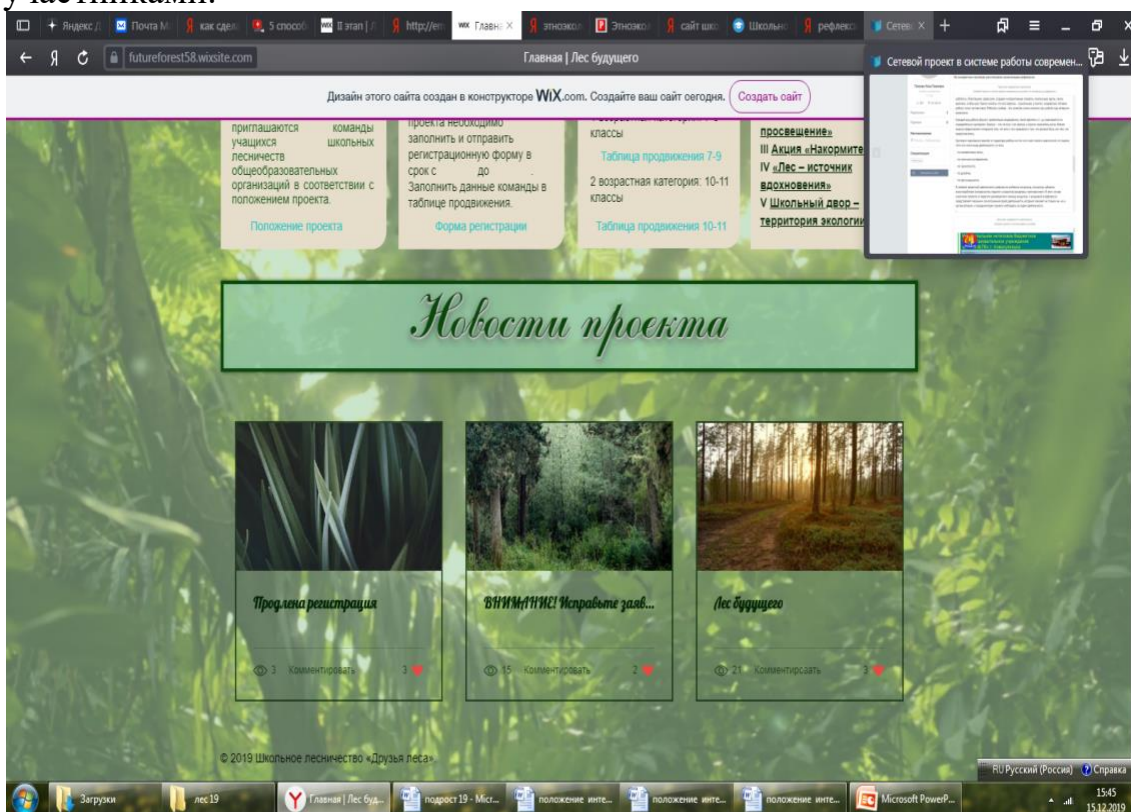 участниками.
Яндекс Д
Почта М
как сдел
5 способо
II этап | Л
http://em
Главна
этноэкол
Этноэкол
сайт шко
Школьн
рефлекс
Сетев
futureforest58.wixsite.com
Главная | Лес будущего
Сетевой проект в системе работы современ...
Дизайн этого сайта создан в конструкторе WiX.com. Создайте ваш сайт сегодня.
Создать сайт
приглашаются команды
учащихся школьных
лесничеств
общеобразовательных
организаций в соответствии с
положением проекта.
Положение проекта
проекта необходимо
заполнить и отправить
регистрационную форму в
срок с до
Заполнить данные команды в
таблице продвижения.
Форма регистрации
классы
Таблица продвижения 7-9
2 возрастная категория: 10-11
классы
Таблица продвижения 10-11
просвещение»
III Акция «Накормите
IV «Лес – источник
вдохновения»
V Школьный двор –
территория экологии
Новости проекта
Продлена регистрация
3 Комментировать 3
ВНИМАНИЕ! Исправьте заяв...
15 Комментировать 2
Лес будущего
21 Комментировать 3
© 2019 Школьное лесничество «Друзья леса».
RU Русский (Россия) Справка
Загрузки
лес 19
Главная | Лес буд...
подрост 19 - Micr...
положение инте...
положение инте...
положение инте...
Microsoft PowerP...
15:45
15.12.2019